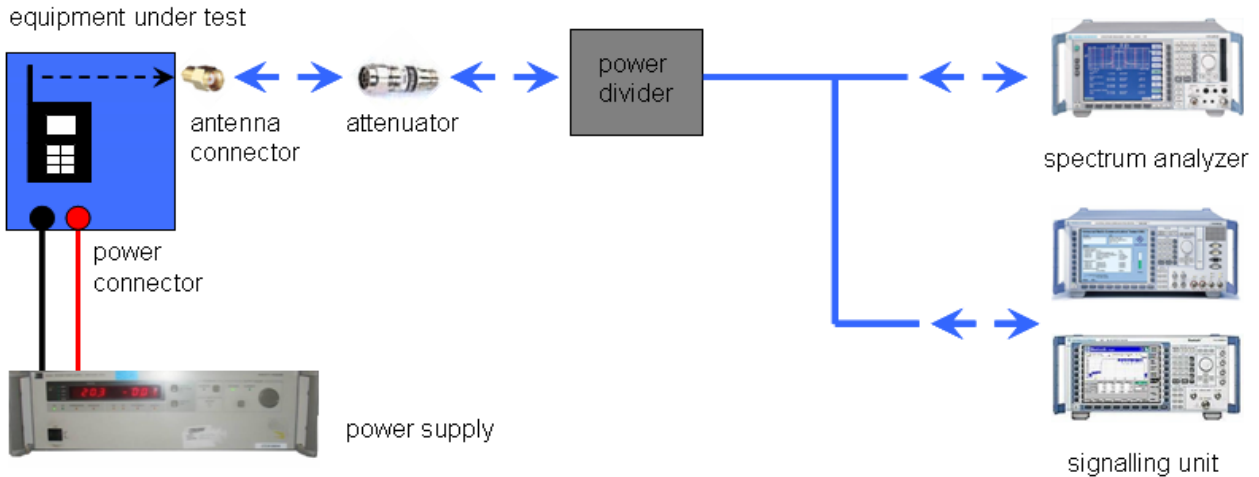 equipment under test
power
divider
antenna
connector
attenuator
spectrum analyzer
power
connector
power supply
signalling unit